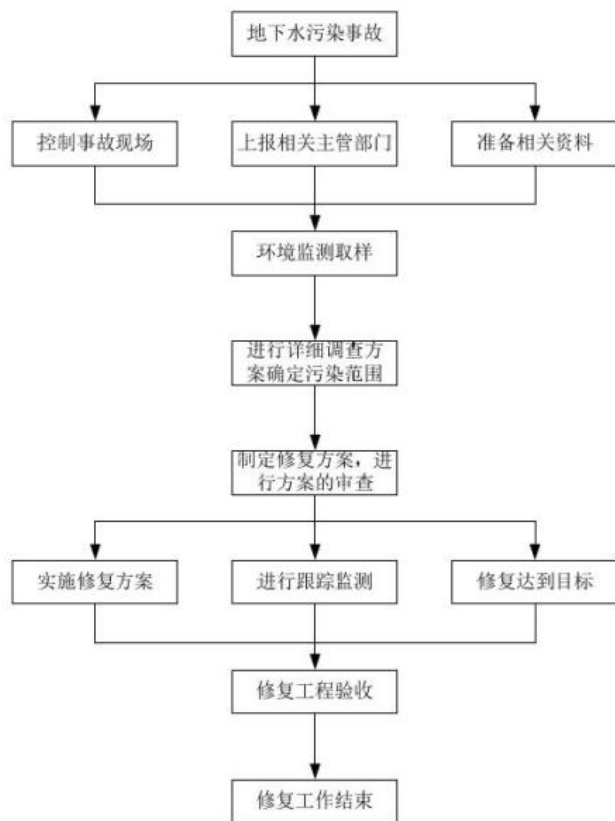 地下水污染事故
控制事故现场
上报相关主管部门
准备相关资料
环境监测取样
进行详细调查方
案确定污染范围
制定修复方案，进
行方案的审查
实施修复方案
进行跟踪监测
修复达到目标
修复工程验收
修复工作结束